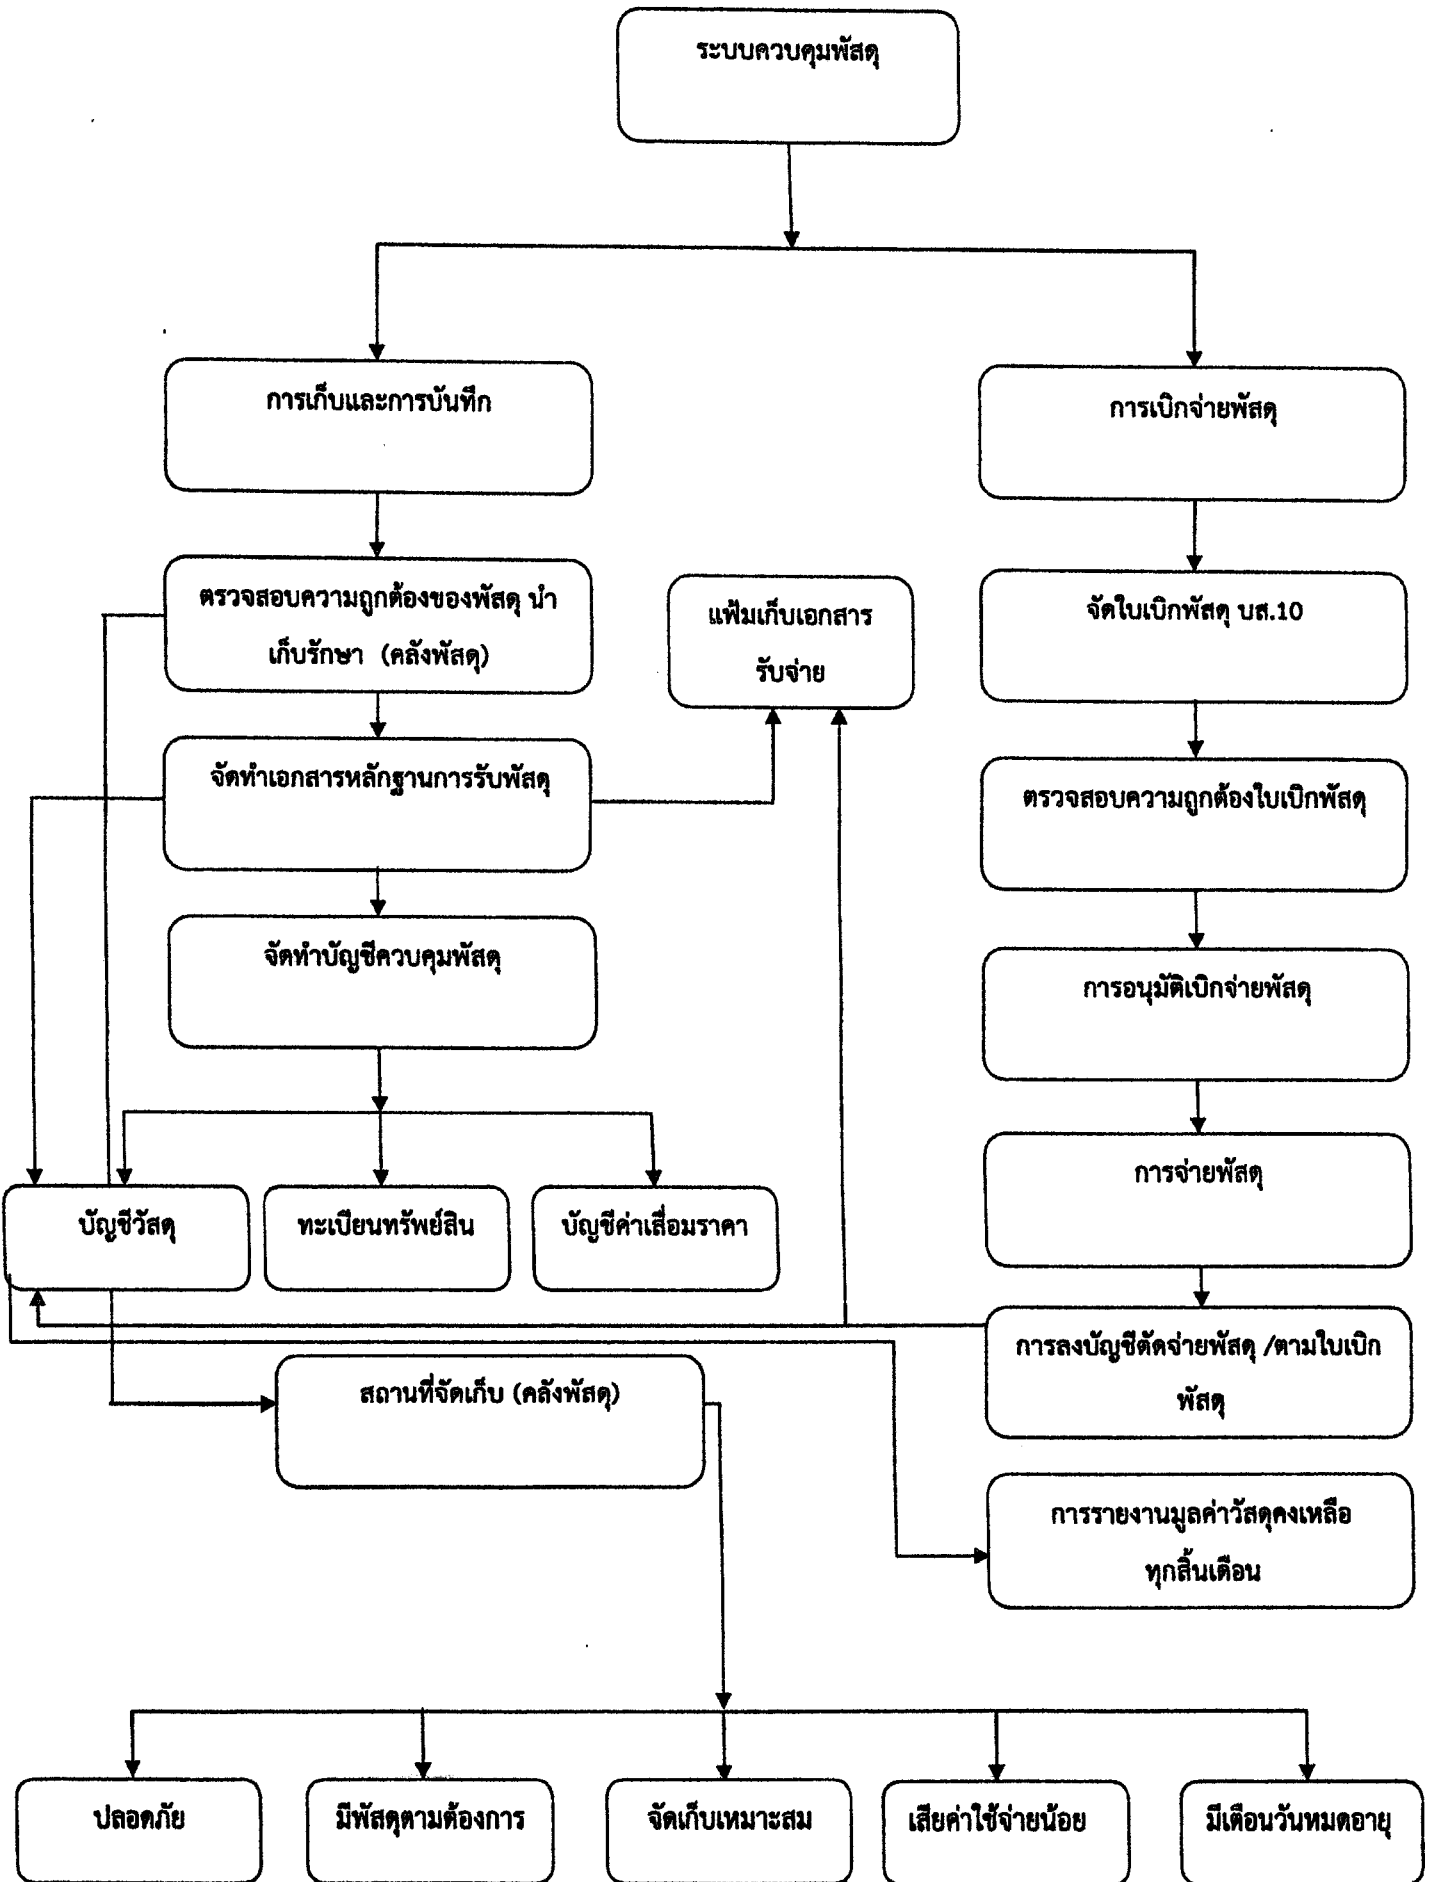 ระบบควบคุมพัสดุ
การเก็บและการบันทึก
การเบิกจ่ายพัสดุ
ตรวจสอบความถูกต้องของพัสดุ นำ
เก็บรักษา (คลังพัสดุ)
แฟ้มเก็บเอกสาร
รับจ่าย
จัดใบเบิกพัสดุ บส.10
จัดทำเอกสารหลักฐานการรับพัสดุ
ตรวจสอบความถูกต้องใบเบิกพัสดุ
จัดทำบัญชีควบคุมพัสดุ
การอนุมัติเบิกจ่ายพัสดุ
การจ่ายพัสดุ
บัญชีวัสดุ
ทะเบียนทรัพย์สิน
บัญชีค่าเสื่อมราคา
การลงบัญชีตัดจ่ายพัสดุ /ตามใบเบิก
พัสดุ
สถานที่จัดเก็บ (คลังพัสดุ)
การรายงานมูลค่าวัสดุคงเหลือ
ทุกสิ้นเดือน
ปลอดภัย
มีพัสดุตามต้องการ
จัดเก็บเหมาะสม
เสียค่าใช้จ่ายน้อย
มีเตือนวันหมดอายุ